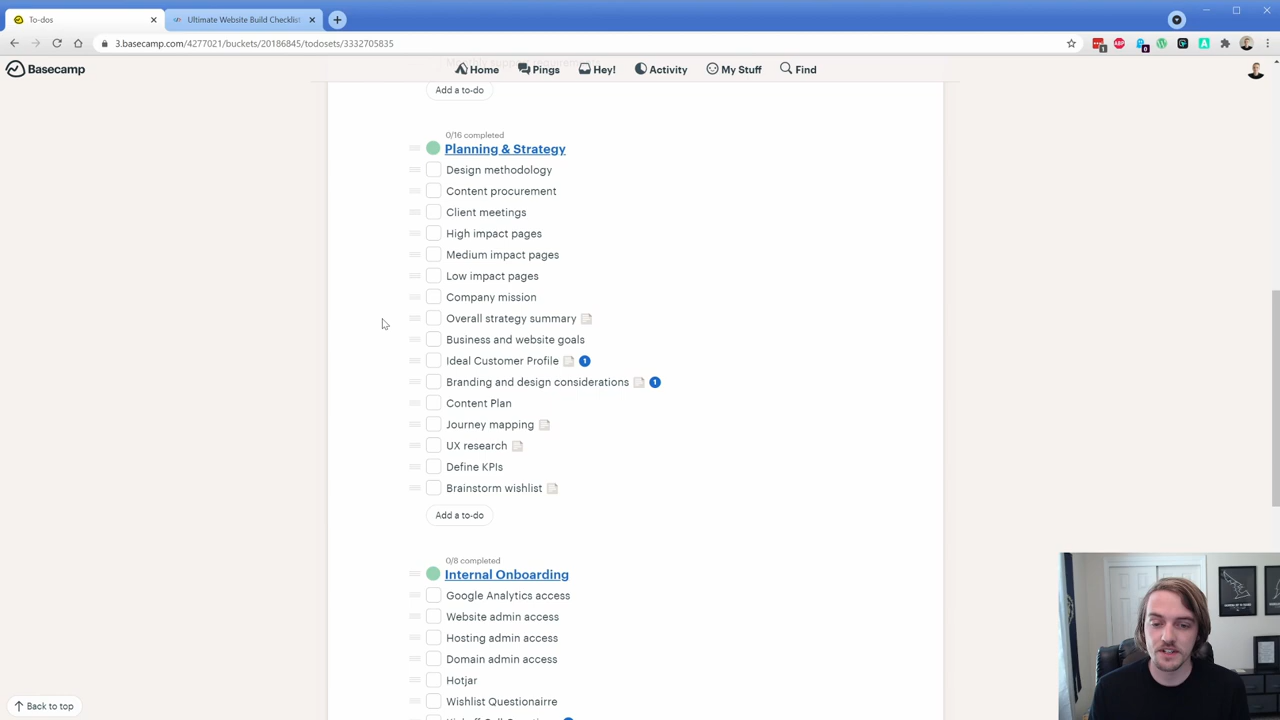 To-dos
Ultimate Website Build Checklist
3.basecamp.com/4277021/buckets/20186845/todosets/3332705835
Basecamp
Home
Pings
Hey!
Activity
My Stuff
Find
Add a to-do
0/16 completed
Planning & Strategy
Design methodology
Content procurement
Client meetings
High impact pages
Medium impact pages
Low impact pages
Company mission
Overall strategy summary
Business and website goals
Ideal Customer Profile 1
Branding and design considerations 1
Content Plan
Journey mapping
UX research
Define KPIs
Brainstorm wishlist
Add a to-do
0/8 completed
Internal Onboarding
Google Analytics access
Website admin access
Hosting admin access
Domain admin access
Hotjar
Wishlist Questionairre
Back to top